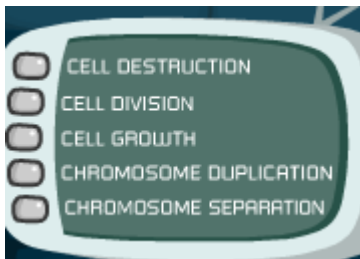 CELL DESTRUCTION
CELL DIVISION
CELL GROWTH
CHROMOSOME DUPLICATION
CHROMOSOME SEPARATION